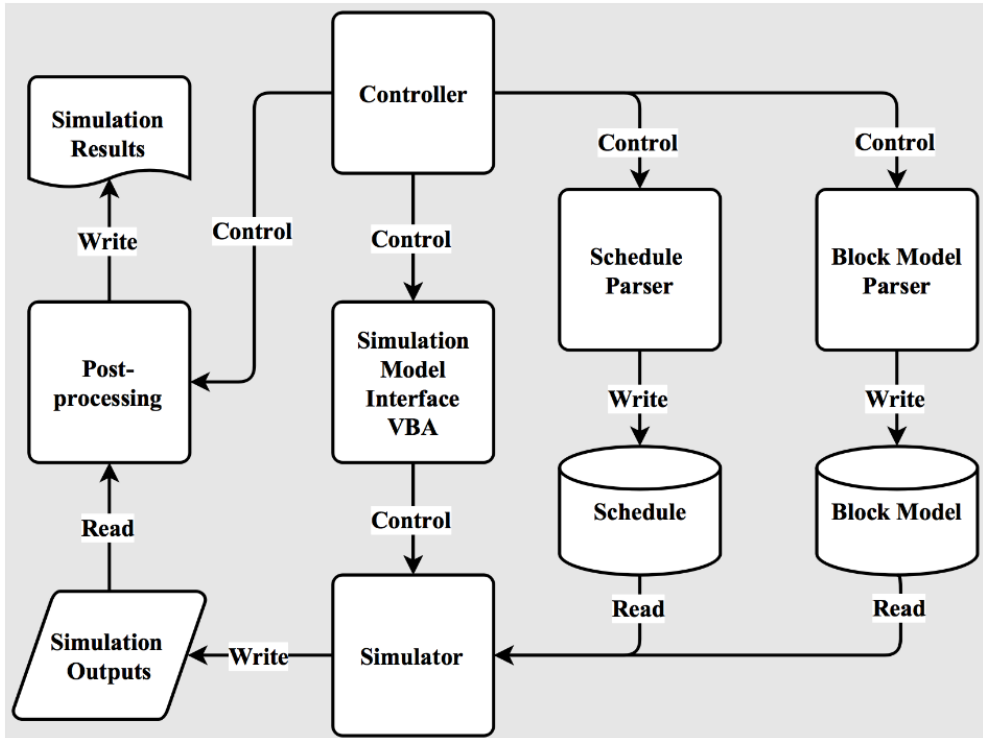 Controller
Simulation
Results
Control
Control
Write
Control
Control
Schedule
Parser
Block Model
Parser
Simulation
Model
Interface
VBA
Post-
processing
Write
Write
Schedule
Block Model
Control
Read
Read
Read
Simulation
Outputs
Write
Simulator